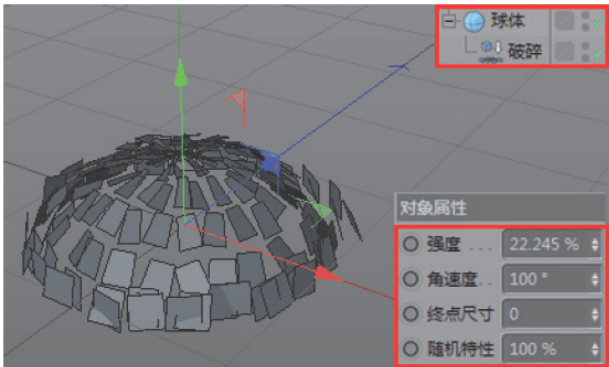 球体
破碎
对象属性
强度 . . . 22.245 %
角速度. . 100 °
终点尺寸 0
随机特性 100 %